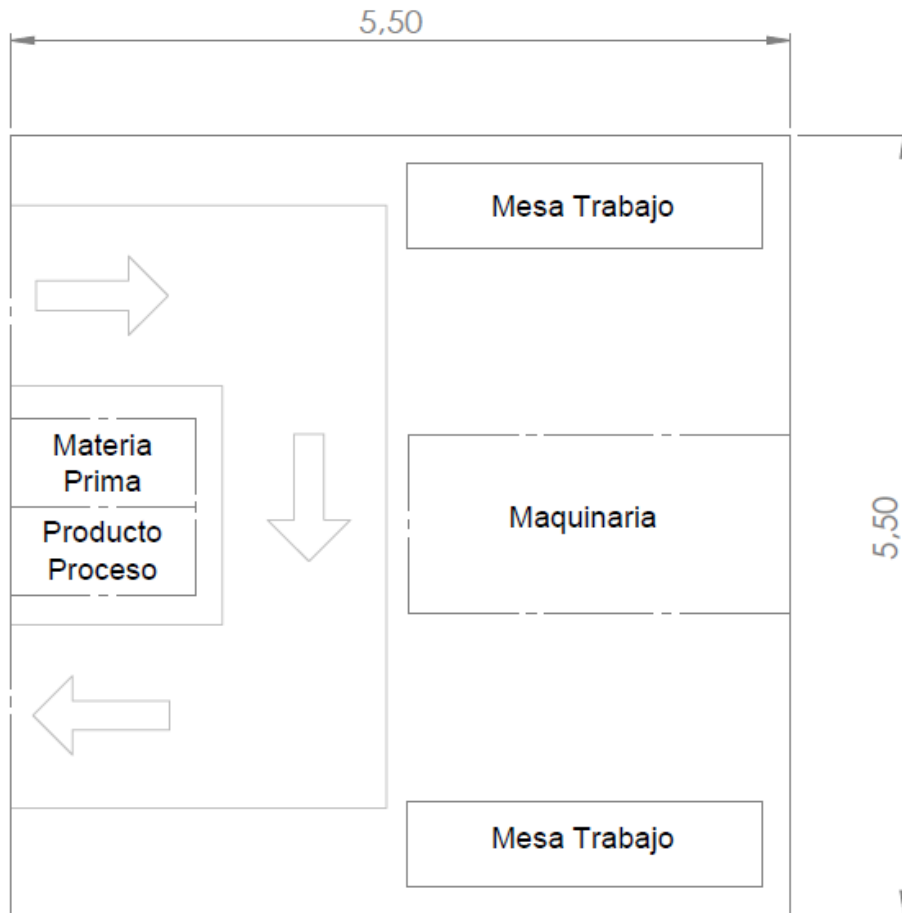 5,50
Mesa Trabajo
Materia
Prima
Producto
Proceso
Maquinaria
5,50
Mesa Trabajo